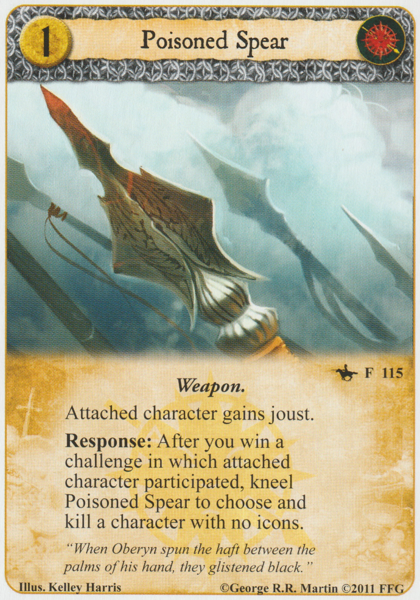 1
Poisoned Spear
F 115
Weapon.
Attached character gains joust.
Response: After you win a
challenge in which attached
character participated, kneel
Poisoned Spear to choose and
kill a character with no icons.
“When Oberyn spun the haft between the
palms of his hand, they glistened black.”
Illus. Kelley Harris ©George R.R. Martin ©2011 FFG